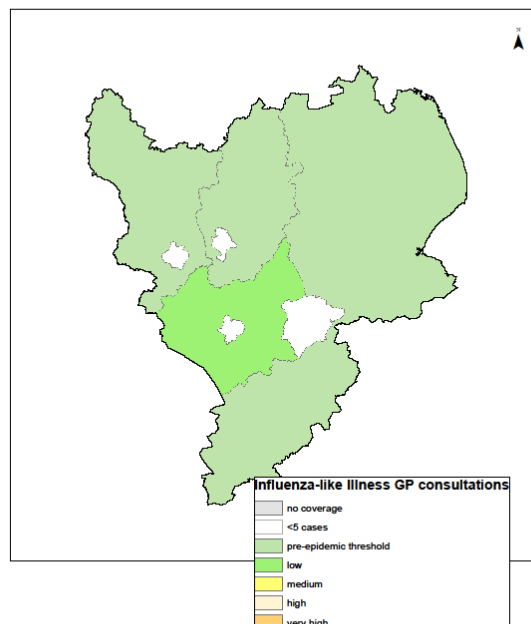 Influenza-like Illness GP consultations
no coverage
<5 cases
pre-epidemic threshold
low
medium
high
very high